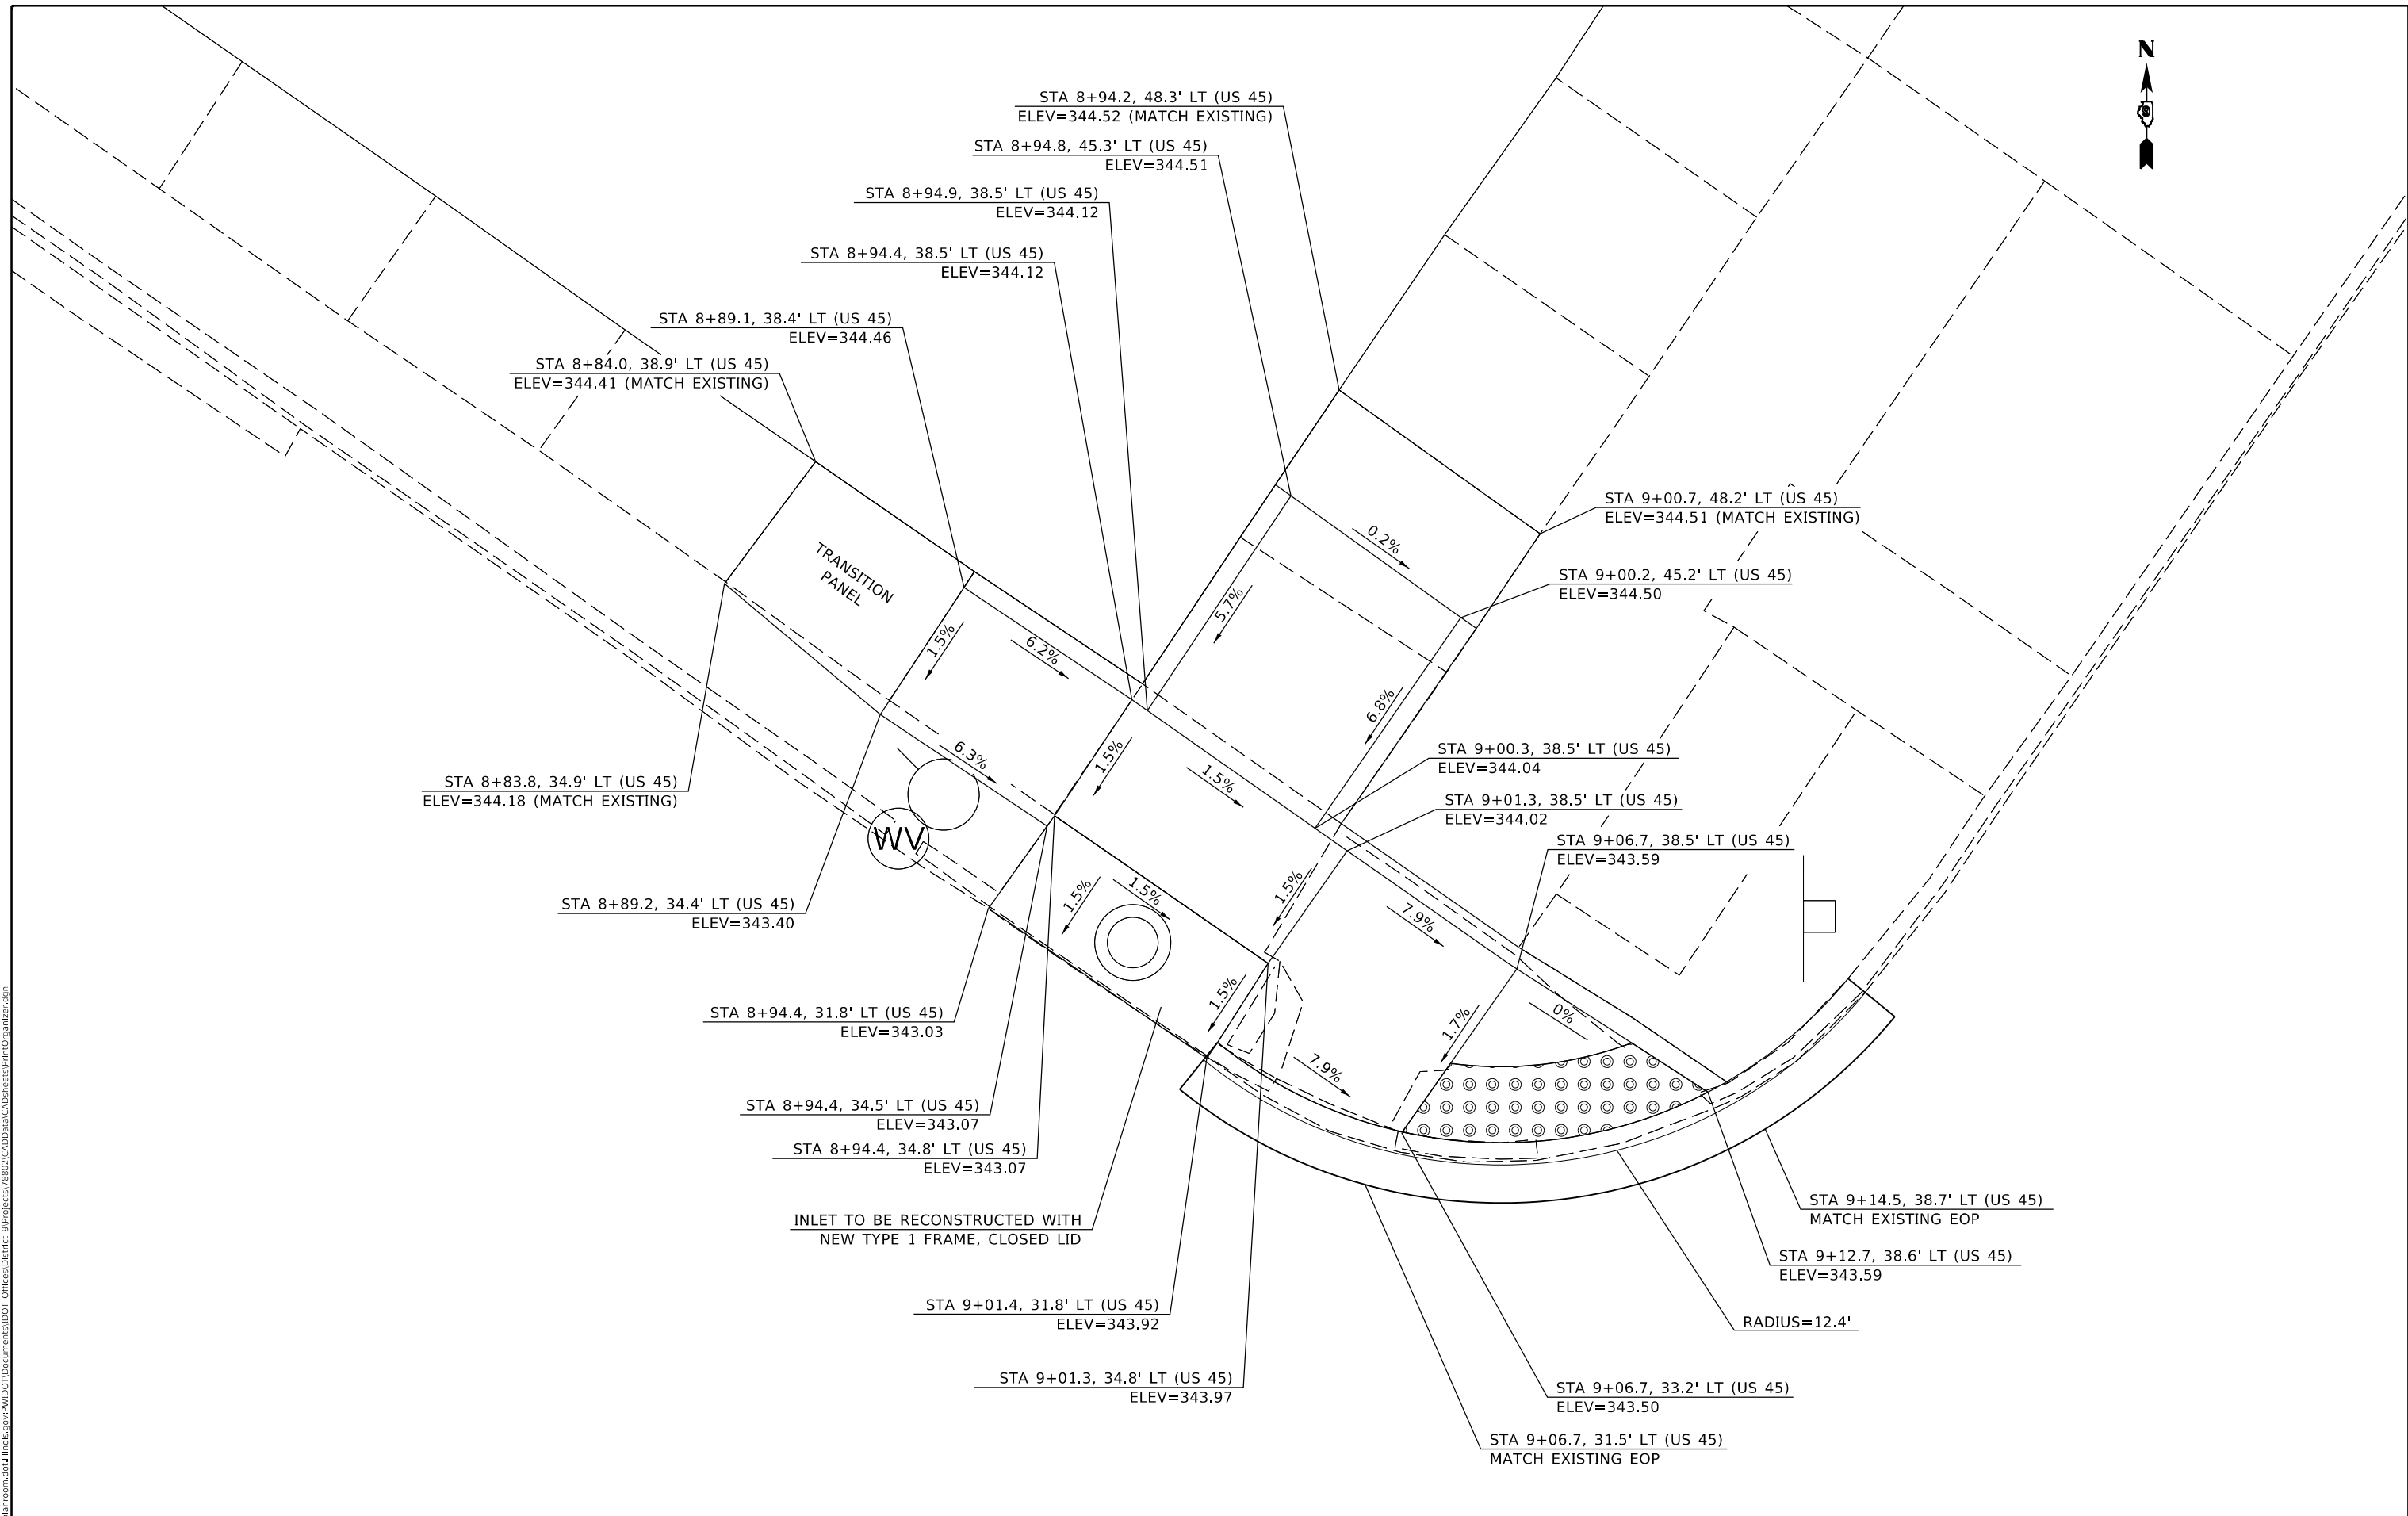 N
STA 8+94.2, 48.3' LT (US 45)
ELEV=344.52 (MATCH EXISTING)
STA 8+94.8, 45.3' LT (US 45)
ELEV=344.51
STA 8+94.9, 38.5' LT (US 45)
ELEV=344.12
STA 8+94.4, 38.5' LT (US 45)
ELEV=344.12
STA 8+89.1, 38.4' LT (US 45)
ELEV=344.46
STA 8+84.0, 38.9' LT (US 45)
ELEV=344.41 (MATCH EXISTING)
STA 9+00.7, 48.2' LT (US 45)
ELEV=344.51 (MATCH EXISTING)
0.2%
TRANSITION
PANEL
STA 9+00.2, 45.2' LT (US 45)
ELEV=344.50
5.7%
1.5%
6.2%
6.8%
6.3%
1.5%
1.5%
STA 9+00.3, 38.5' LT (US 45)
ELEV=344.04
STA 8+83.8, 34.9' LT (US 45)
ELEV=344.18 (MATCH EXISTING)
STA 9+01.3, 38.5' LT (US 45)
ELEV=344.02
WV
STA 9+06.7, 38.5' LT (US 45)
ELEV=343.59
1.5%
1.5%
1.5%
7.9%
STA 8+89.2, 34.4' LT (US 45)
ELEV=343.40
1.5%
STA 8+94.4, 31.8' LT (US 45)
ELEV=343.03
1.7%
0%
7.9%
STA 8+94.4, 34.5' LT (US 45)
ELEV=343.07
STA 8+94.4, 34.8' LT (US 45)
ELEV=343.07
INLET TO BE RECONSTRUCTED WITH
NEW TYPE 1 FRAME, CLOSED LID
STA 9+14.5, 38.7' LT (US 45)
MATCH EXISTING EOP
STA 9+12.7, 38.6' LT (US 45)
ELEV=343.59
STA 9+01.4, 31.8' LT (US 45)
ELEV=343.92
RADIUS=12.4'
STA 9+01.3, 34.8' LT (US 45)
ELEV=343.97
STA 9+06.7, 33.2' LT (US 45)
ELEV=343.50
STA 9+06.7, 31.5' LT (US 45)
MATCH EXISTING EOP
planroom.dot.illinois.gov:PWIDOT\Documents\IDOT Offices\District 9\Projects\78802\CADData\CADsheets\PrintOrganizer.dgn